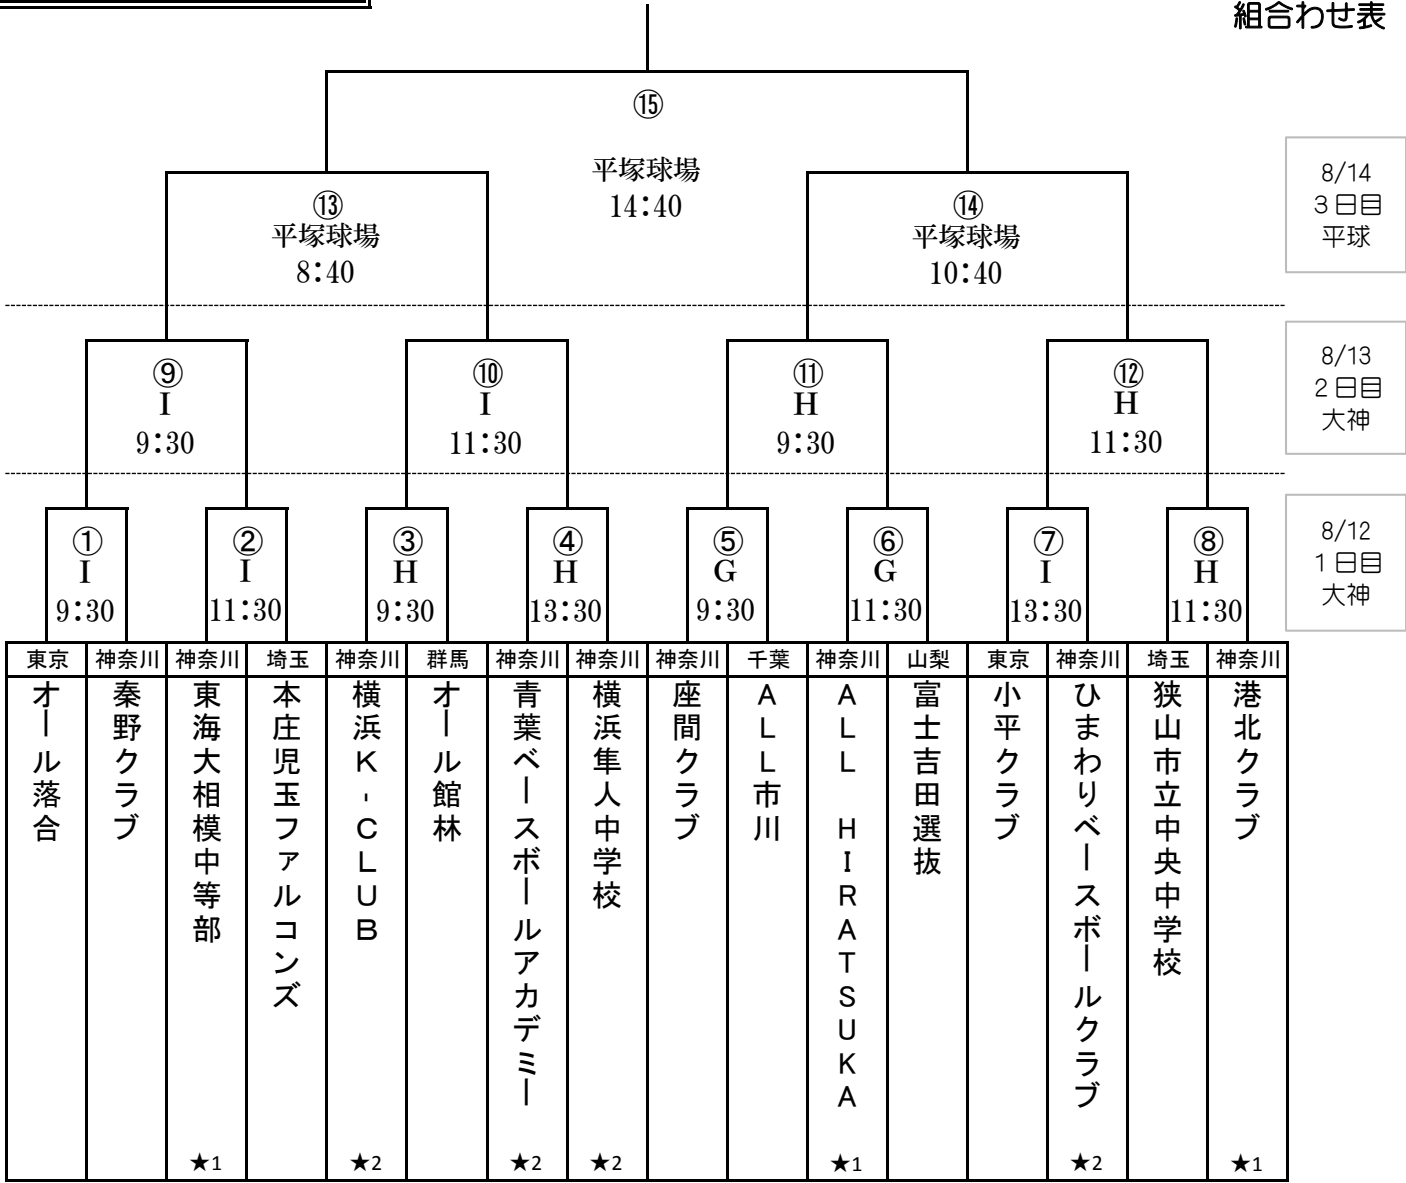 組合わせ表
⑮
平塚球場
14:40
⑬
平塚球場
8:40
⑭
平塚球場
10:40
8/14
3日目
平球
⑨
I
9:30
⑩
I
11:30
⑪
H
9:30
⑫
H
11:30
8/13
2日目
大神
①
I
9:30
②
I
11:30
③
H
9:30
④
H
13:30
⑤
G
9:30
⑥
G
11:30
⑦
I
13:30
⑧
H
11:30
8/12
1日目
大神
東京
オール落合
神奈川
秦野クラブ
神奈川
東海大相模中等部
★1
埼玉
本庄児玉ファルコンズ
神奈川
横浜K-CLUB
★2
群馬
オール館林
神奈川
青葉ベースボールアカデミー
★2
神奈川
横浜隼人中学校
★2
神奈川
座間クラブ
千葉
ALL市川
神奈川
ALL HIRATSUKA
★1
山梨
富士吉田選抜
東京
小平クラブ
神奈川
ひまわりベースボールクラブ
★2
埼玉
狭山市立中央中学校
神奈川
港北クラブ
★1